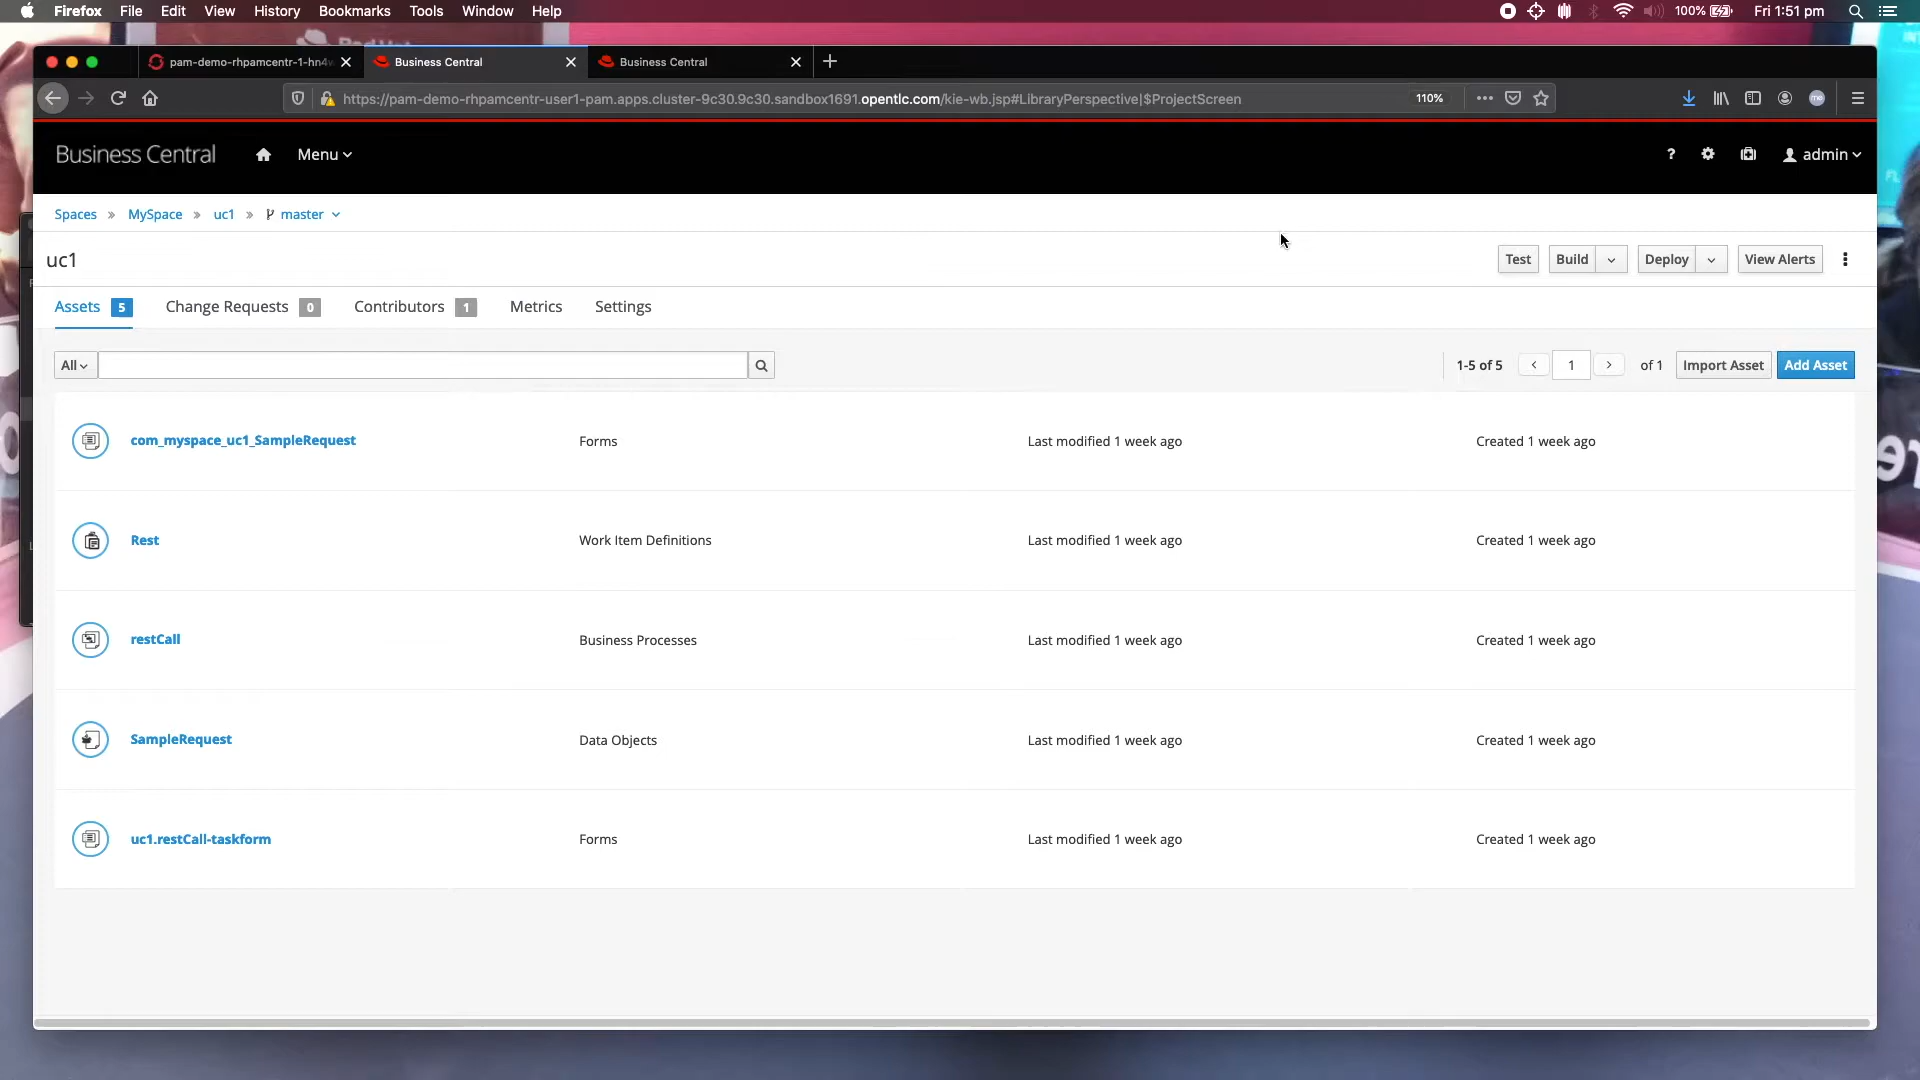 Firefox File Edit View History Bookmarks Tools Window Help 100% Fri 1:51 pm
pam-demo-rhpamcentr-1-hn4 Business Central Business Central
https://pam-demo-rhpamcentr-user1-pam.apps.cluster-9c30.9c30.sandbox1691.opentlc.com/kie-wb.jsp#LibraryPerspective|$ProjectScreen 110%
Business Central Menu ? admin
Spaces » MySpace » uc1 » master
uc1 Test Build Deploy View Alerts
Assets 5 Change Requests 0 Contributors 1 Metrics Settings
All 1-5 of 5 1 of 1 Import Asset Add Asset
com_myspace_uc1_SampleRequest Forms Last modified 1 week ago Created 1 week ago
Rest Work Item Definitions Last modified 1 week ago Created 1 week ago
restCall Business Processes Last modified 1 week ago Created 1 week ago
SampleRequest Data Objects Last modified 1 week ago Created 1 week ago
uc1.restCall-taskform Forms Last modified 1 week ago Created 1 week ago